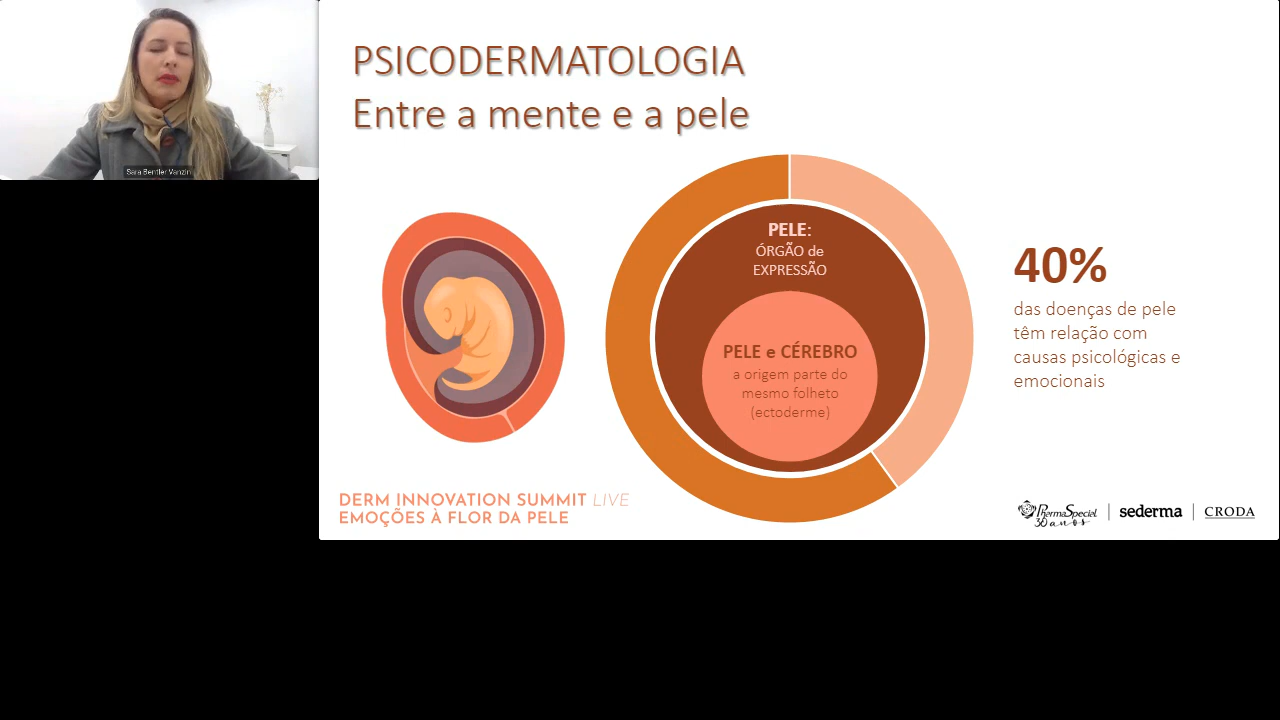 Sara Bentler Vanzin
PSICODERMATOLOGIA
Entre a mente e a pele
PELE:
ÓRGÃO de
EXPRESSÃO
PELE e CÉREBRO
a origem parte do
mesmo folheto
(ectoderme)
40%
das doenças de pele
têm relação com
causas psicológicas e
emocionais
DERM INNOVATION SUMMIT LIVE
EMOÇÕES À FLOR DA PELE
PharmaSpecial
30 anos
sederma
CRODA